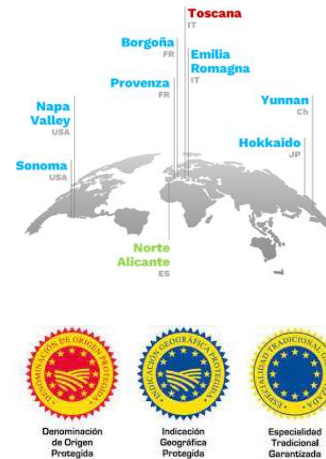 Toscana
IT
Borgoña
FR
Emilia
Romagna
IT
Provenza
FR
Napa
Valley
USA
Yunnan
Ch
Hokkaido
JP
Sonoma
USA
Norte
Alicante
ES
DENOMINACIÓN DE ORIGEN PROTEGIDA
INDICACIÓN GEOGRÁFICA PROTEGIDA
ESPECIALIDAD TRADICIONAL GARANTIZADA
Denominación
de Origen
Protegida
Indicación
Geográfica
Protegida
Especialidad
Tradicional
Garantizada